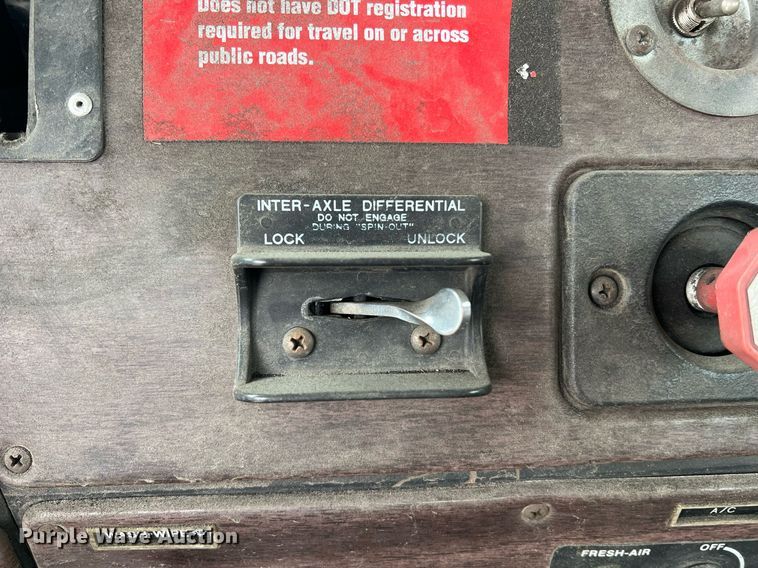 Does not have DOT registration
required for travel on or across
public roads.
INTER-AXLE DIFFERENTIAL
DO NOT ENGAGE
DURING "SPIN-OUT"
LOCK UNLOCK
A/C
FRESH-AIR OFF
Purple Wave Auction